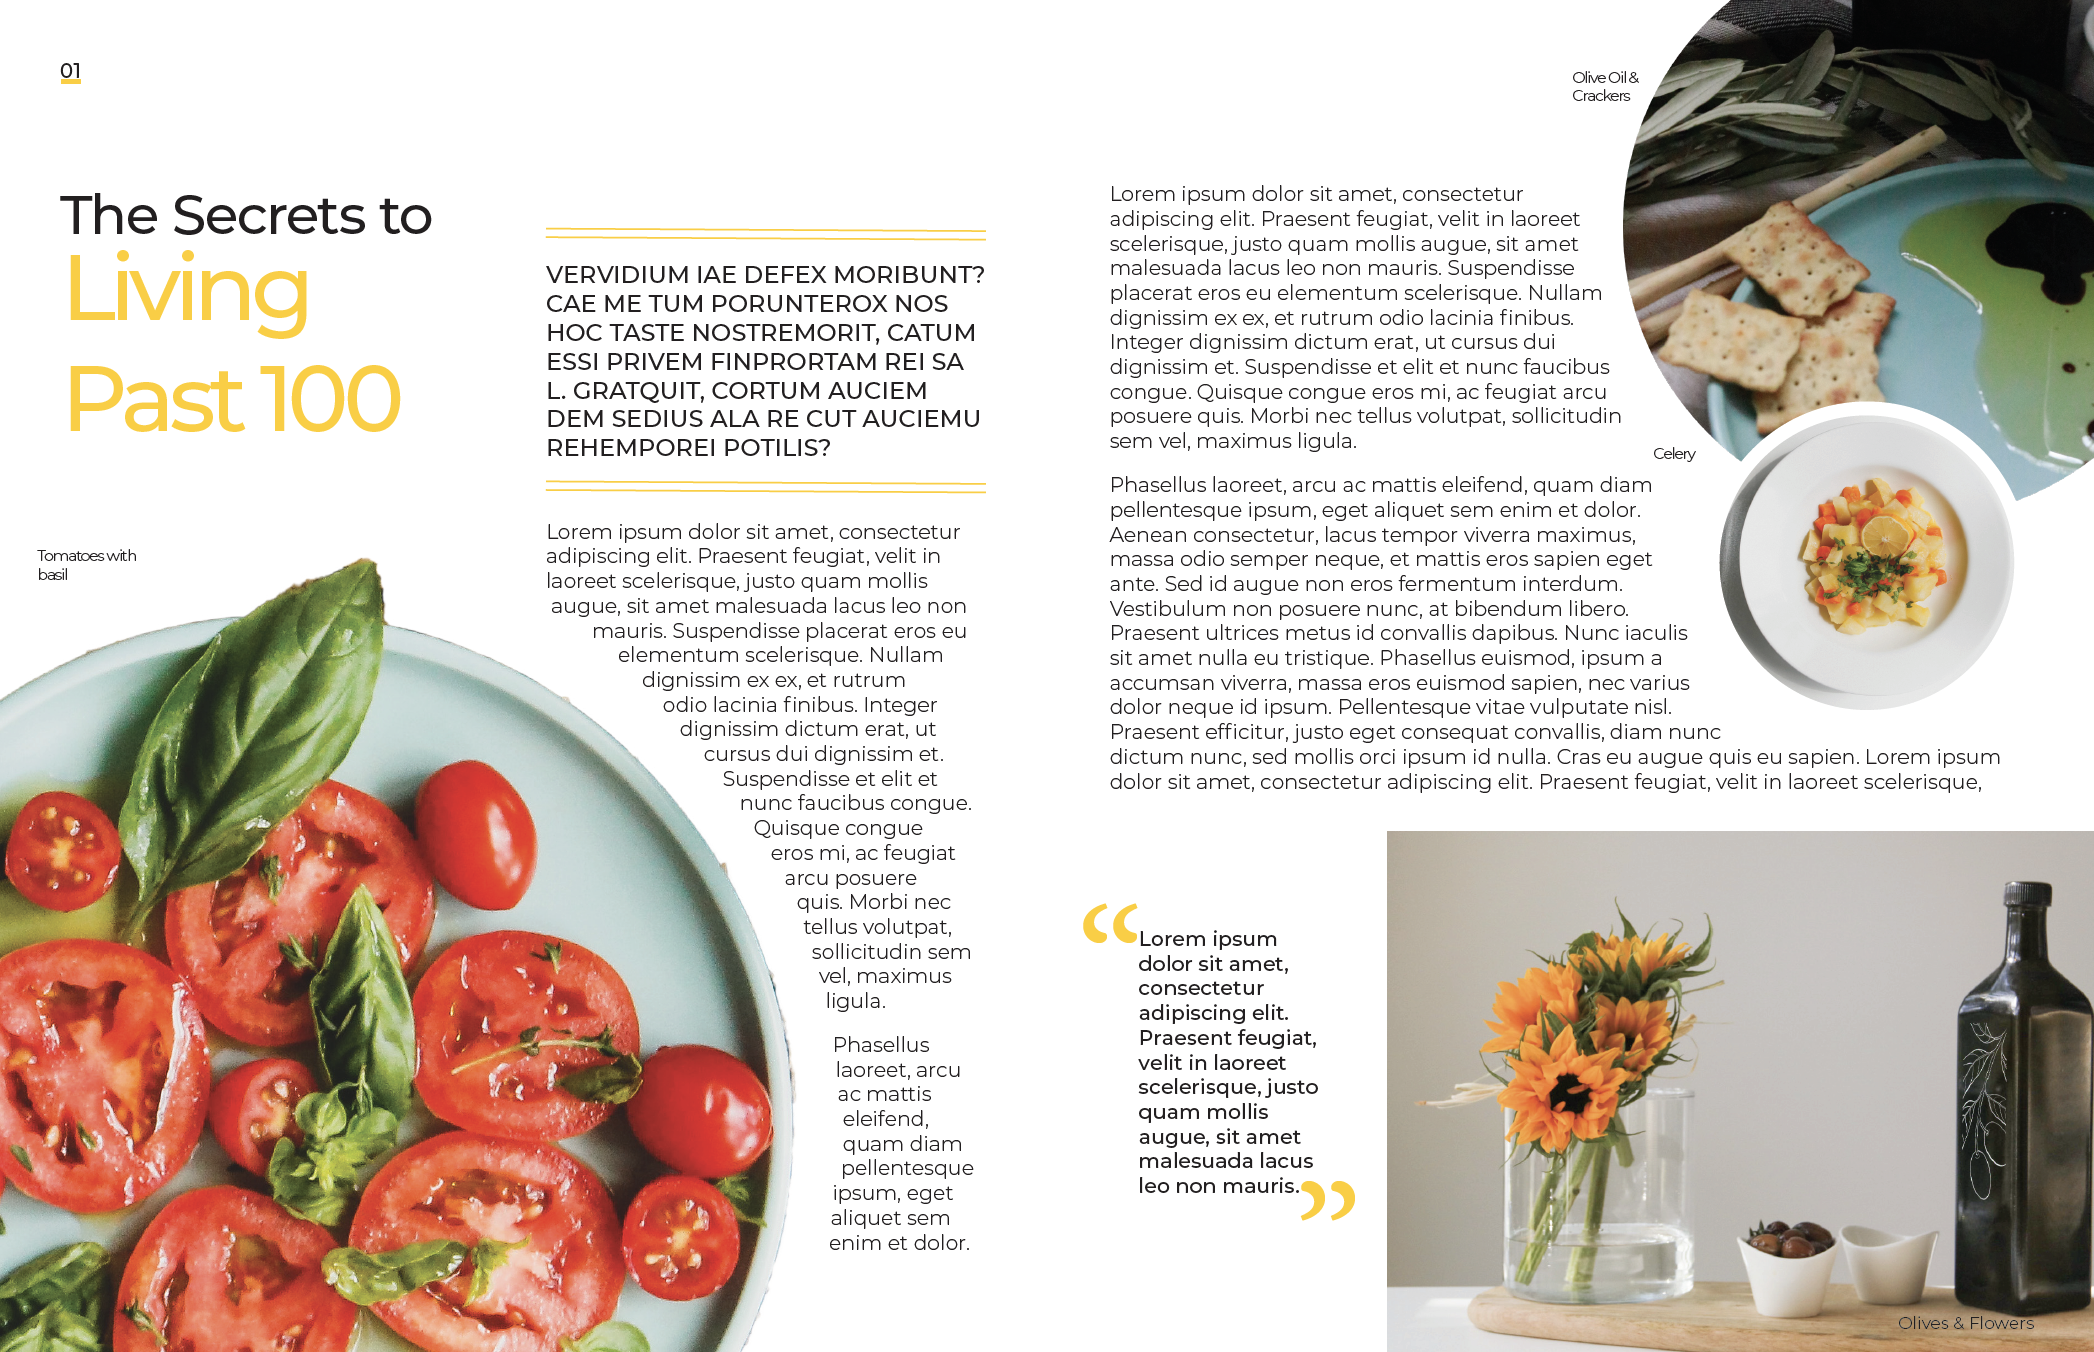 01
The Secrets to
Living
Past 100
Tomatoes with
basil
VERVIDIUM IAE DEFEX MORIBUNT?
CAE ME TUM PORUNTEROX NOS
HOC TASTE NOSTREMORIT, CATUM
ESSI PRIVEM FINPRORTAM REI SA
L. GRATQUIT, CORTUM AUCIEM
DEM SEDIUS ALA RE CUT AUCIEMU
REHEMPOREI POTILIS?
Lorem ipsum dolor sit amet, consectetur
adipiscing elit. Praesent feugiat, velit in
laoreet scelerisque, justo quam mollis
augue, sit amet malesuada lacus leo non
mauris. Suspendisse placerat eros eu
elementum scelerisque. Nullam
dignissim ex ex, et rutrum
odio lacinia finibus. Integer
dignissim dictum erat, ut
cursus dui dignissim et.
Suspendisse et elit et
nunc faucibus congue.
Quisque congue
eros mi, ac feugiat
arcu posuere
quis. Morbi nec
tellus volutpat,
sollicitudin sem
vel, maximus
ligula.
Phasellus
laoreet, arcu
ac mattis
eleifend,
quam diam
pellentesque
ipsum, eget
aliquet sem
enim et dolor.
Olive Oil &
Crackers
Lorem ipsum dolor sit amet, consectetur
adipiscing elit. Praesent feugiat, velit in laoreet
scelerisque, justo quam mollis augue, sit amet
malesuada lacus leo non mauris. Suspendisse
placerat eros eu elementum scelerisque. Nullam
dignissim ex ex, et rutrum odio lacinia finibus.
Integer dignissim dictum erat, ut cursus dui
dignissim et. Suspendisse et elit et nunc faucibus
congue. Quisque congue eros mi, ac feugiat arcu
posuere quis. Morbi nec tellus volutpat, sollicitudin
sem vel, maximus ligula.
Celery
Phasellus laoreet, arcu ac mattis eleifend, quam diam
pellentesque ipsum, eget aliquet sem enim et dolor.
Aenean consectetur, lacus tempor viverra maximus,
massa odio semper neque, et mattis eros sapien eget
ante. Sed id augue non eros fermentum interdum.
Vestibulum non posuere nunc, at bibendum libero.
Praesent ultrices metus id convallis dapibus. Nunc iaculis
sit amet nulla eu tristique. Phasellus euismod, ipsum a
accumsan viverra, massa eros euismod sapien, nec varius
dolor neque id ipsum. Pellentesque vitae vulputate nisl.
Praesent efficitur, justo eget consequat convallis, diam nunc
dictum nunc, sed mollis orci ipsum id nulla. Cras eu augue quis eu sapien. Lorem ipsum
dolor sit amet, consectetur adipiscing elit. Praesent feugiat, velit in laoreet scelerisque,
“Lorem ipsum
dolor sit amet,
consectetur
adipiscing elit.
Praesent feugiat,
velit in laoreet
scelerisque, justo
quam mollis
augue, sit amet
malesuada lacus
leo non mauris.”
Olives & Flowers